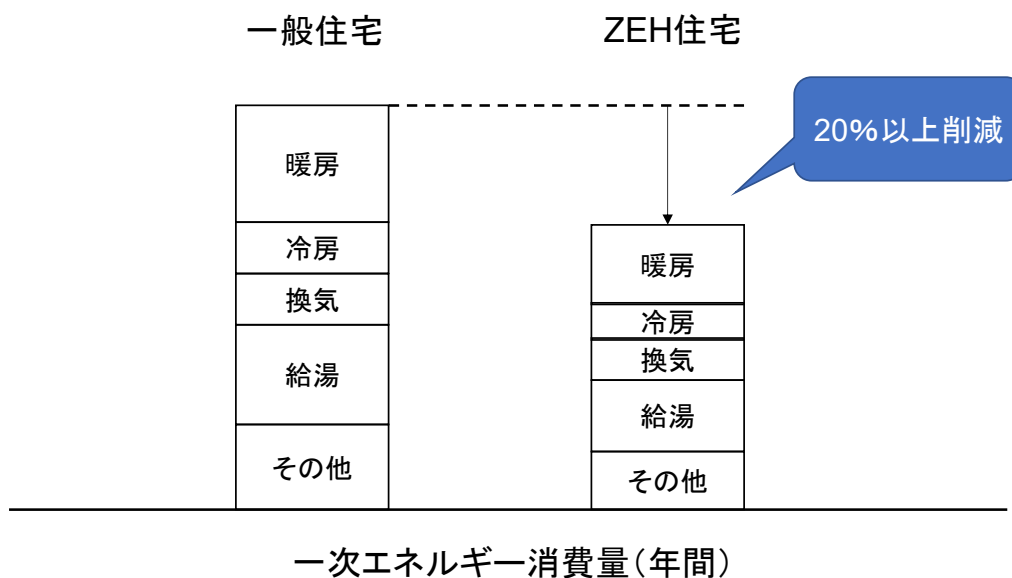 一般住宅
ZEH住宅
20%以上削減
暖房
冷房
換気
給湯
その他
暖房
冷房
換気
給湯
その他
一次エネルギー消費量(年間)